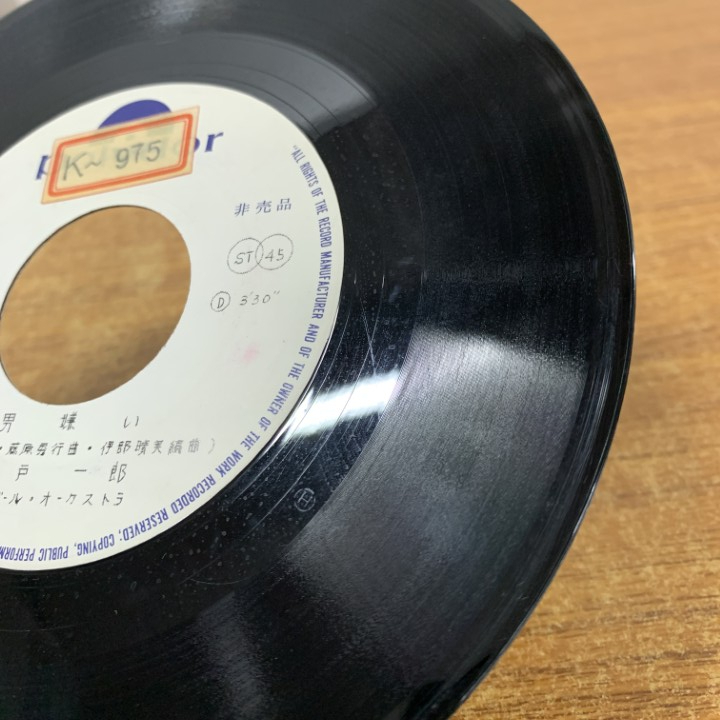 K～975
非売品
ST 45
D 3'30"
男嫌い
行曲・伊部晴美編曲）
戸一郎
ール・オーケストラ
"ALL RIGHTS OF THE RECORD MANUFACTURER AND OF THE OWNER OF THE WORK RECORDED RESERVED; COPYING, PUBLIC PERFORM